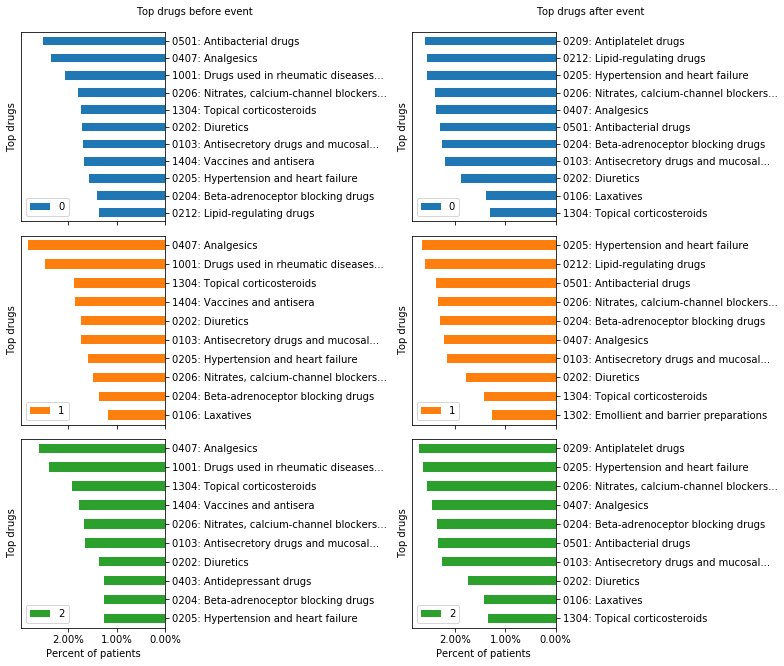 Top drugs before event
Top drugs
0501: Antibacterial drugs
0407: Analgesics
1001: Drugs used in rheumatic diseases...
0206: Nitrates, calcium-channel blockers...
1304: Topical corticosteroids
0202: Diuretics
0103: Antisecretory drugs and mucosal...
1404: Vaccines and antisera
0205: Hypertension and heart failure
0204: Beta-adrenoceptor blocking drugs
0212: Lipid-regulating drugs
0
Top drugs after event
Top drugs
0209: Antiplatelet drugs
0212: Lipid-regulating drugs
0205: Hypertension and heart failure
0206: Nitrates, calcium-channel blockers...
0407: Analgesics
0501: Antibacterial drugs
0204: Beta-adrenoceptor blocking drugs
0103: Antisecretory drugs and mucosal...
0202: Diuretics
0106: Laxatives
1304: Topical corticosteroids
0
Top drugs
0407: Analgesics
1001: Drugs used in rheumatic diseases...
1304: Topical corticosteroids
1404: Vaccines and antisera
0202: Diuretics
0103: Antisecretory drugs and mucosal...
0205: Hypertension and heart failure
0206: Nitrates, calcium-channel blockers...
0204: Beta-adrenoceptor blocking drugs
0106: Laxatives
1
Top drugs
0205: Hypertension and heart failure
0212: Lipid-regulating drugs
0501: Antibacterial drugs
0206: Nitrates, calcium-channel blockers...
0204: Beta-adrenoceptor blocking drugs
0407: Analgesics
0103: Antisecretory drugs and mucosal...
0202: Diuretics
1304: Topical corticosteroids
1302: Emollient and barrier preparations
1
Top drugs
0407: Analgesics
1001: Drugs used in rheumatic diseases...
1304: Topical corticosteroids
1404: Vaccines and antisera
0206: Nitrates, calcium-channel blockers...
0103: Antisecretory drugs and mucosal...
0202: Diuretics
0403: Antidepressant drugs
0204: Beta-adrenoceptor blocking drugs
0205: Hypertension and heart failure
2
2.00% 1.00% 0.00%
Percent of patients
Top drugs
0209: Antiplatelet drugs
0205: Hypertension and heart failure
0206: Nitrates, calcium-channel blockers...
0407: Analgesics
0204: Beta-adrenoceptor blocking drugs
0501: Antibacterial drugs
0103: Antisecretory drugs and mucosal...
0202: Diuretics
0106: Laxatives
1304: Topical corticosteroids
2
2.00% 1.00% 0.00%
Percent of patients